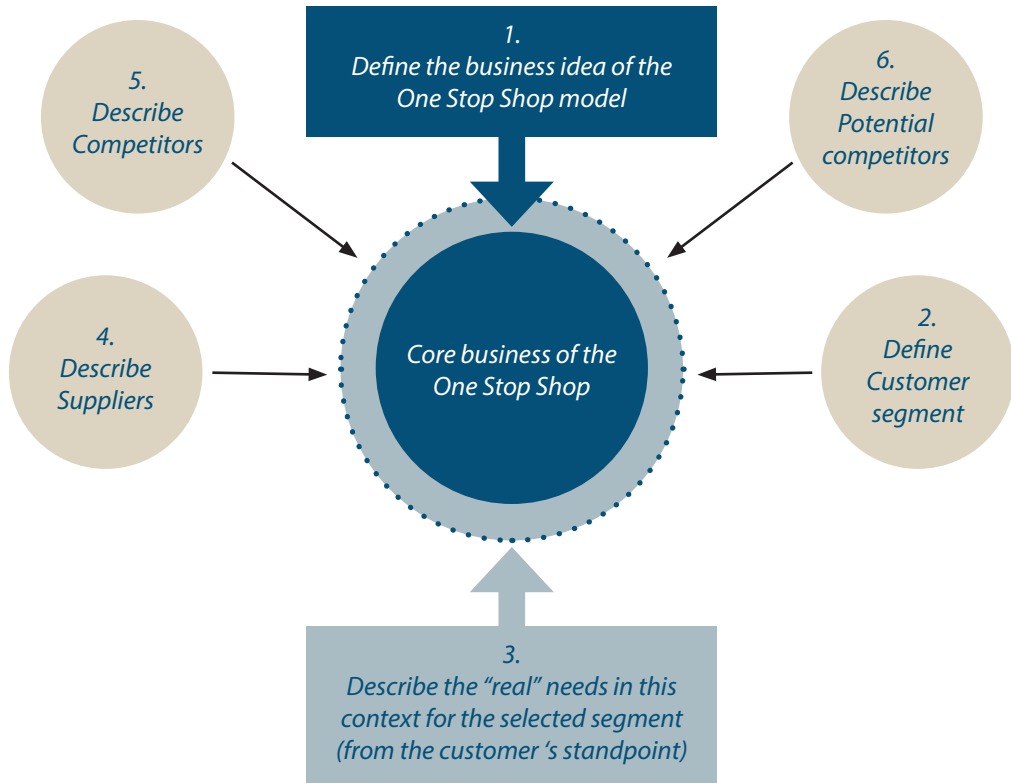 1.
Define the business idea of the
One Stop Shop model
5.
Describe
Competitors
6.
Describe
Potential
competitors
Core business of the
One Stop Shop
4.
Describe
Suppliers
2.
Define
Customer
segment
3.
Describe the “real” needs in this
context for the selected segment
(from the customer ‘s standpoint)